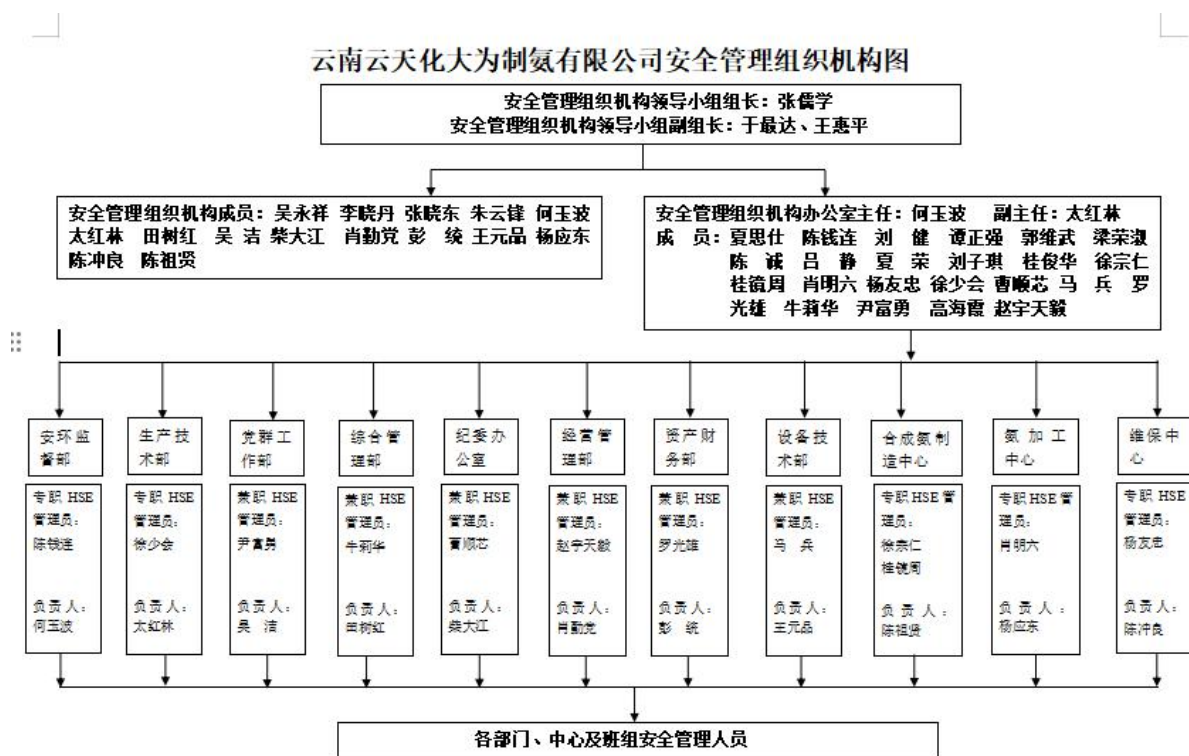 云南云天化大为制氨有限公司安全管理组织机构图
安全管理组织机构领导小组组长：张儒学
安全管理组织机构领导小组副组长：于最达、王惠平
安全管理组织机构成员：吴永祥 李晓丹 张晓东 朱云锋 何玉波
太红林 田树红 吴 洁 柴大江 肖勤党 彭 统 王元品 杨应东
陈冲良 陈祖贤
安全管理组织机构办公室主任：何玉波 副主任：太红林
成 员：夏思仕 陈钱连 刘 健 谭正强 郭维武 梁荣淑
陈 诚 吕 静 夏 荣 刘子琪 桂俊华 徐宗仁
桂镜周 肖明六 杨友忠 徐少会 曹顺芯 马 兵 罗
光雄 牛莉华 尹富勇 高海霞 赵宇天毅
安环监
督部
专职 HSE
管理员：
陈钱连
负责人：
何玉波
生产技
术部
专职 HSE
管理员：
徐少会
负责人：
太红林
党群工
作部
兼职 HSE
管理员：
尹富勇
负责人：
吴 洁
综合管
理部
兼职 HSE
管理员：
牛莉华
负责人：
田树红
纪委办
公室
兼职 HSE
管理员：
曹顺芯
负责人：
柴大江
经营管
理部
兼职 HSE
管理员：
赵宇天毅
负责人：
肖勤党
资产财
务部
兼职 HSE
管理员：
罗光雄
负责人：
彭 统
设备技
术部
兼职 HSE
管理员：
马 兵
负责人：
王元品
合成氨制
造中心
专职HSE管
理员：
徐宗仁
桂镜周
负责人：
陈祖贤
氨加工
中心
专职HSE管
理员：
肖明六
负责人：
杨应东
维保中
心
专职 HSE
管理员：
杨友忠
负责人：
陈冲良
各部门、中心及班组安全管理人员